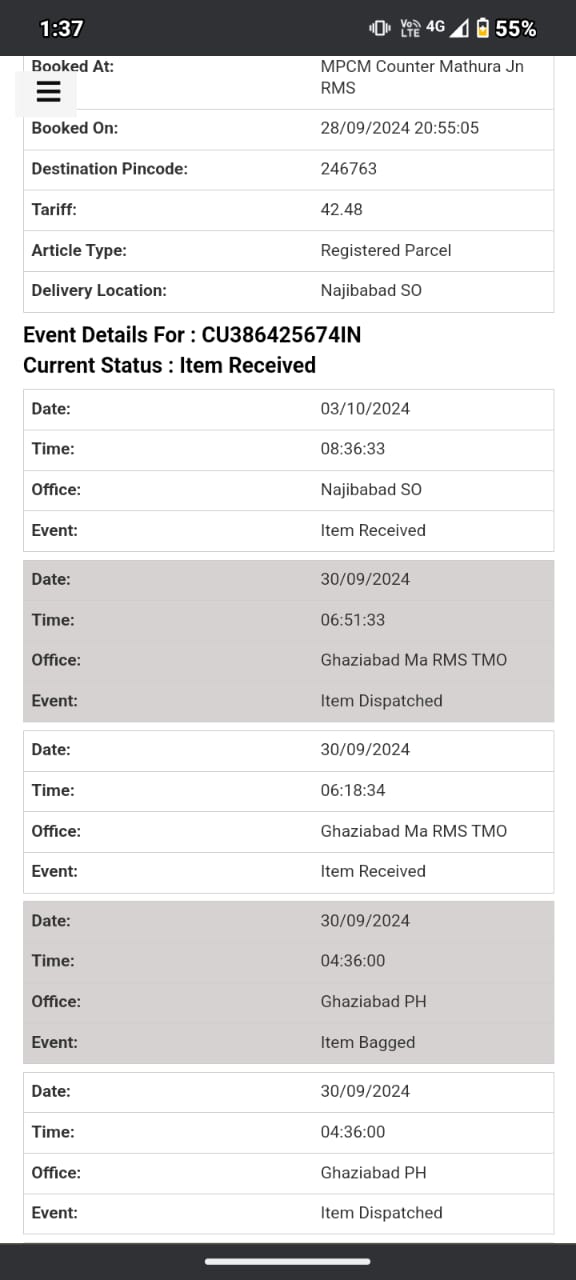 1:37 Vo LTE 4G 55%
Booked At: MPCM Counter Mathura Jn
RMS
Booked On: 28/09/2024 20:55:05
Destination Pincode: 246763
Tariff: 42.48
Article Type: Registered Parcel
Delivery Location: Najibabad SO
Event Details For : CU386425674IN
Current Status : Item Received
Date: 03/10/2024
Time: 08:36:33
Office: Najibabad SO
Event: Item Received
Date: 30/09/2024
Time: 06:51:33
Office: Ghaziabad Ma RMS TMO
Event: Item Dispatched
Date: 30/09/2024
Time: 06:18:34
Office: Ghaziabad Ma RMS TMO
Event: Item Received
Date: 30/09/2024
Time: 04:36:00
Office: Ghaziabad PH
Event: Item Bagged
Date: 30/09/2024
Time: 04:36:00
Office: Ghaziabad PH
Event: Item Dispatched